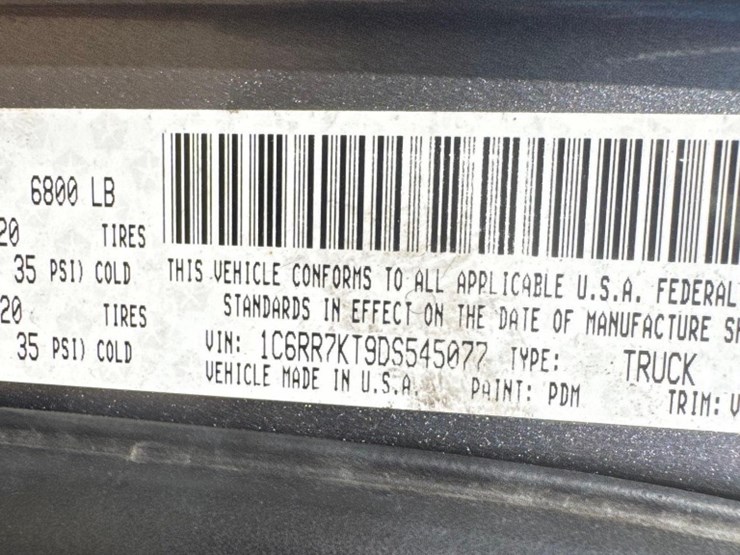 6800 LB
20 TIRES
35 PSI) COLD
20 TIRES
35 PSI) COLD
THIS VEHICLE CONFORMS TO ALL APPLICABLE U.S.A. FEDERAL
STANDARDS IN EFFECT ON THE DATE OF MANUFACTURE SH
VIN: 1C6RR7KT9DS545077 TYPE: TRUCK
VEHICLE MADE IN U.S.A. PAINT: PDM TRIM: V